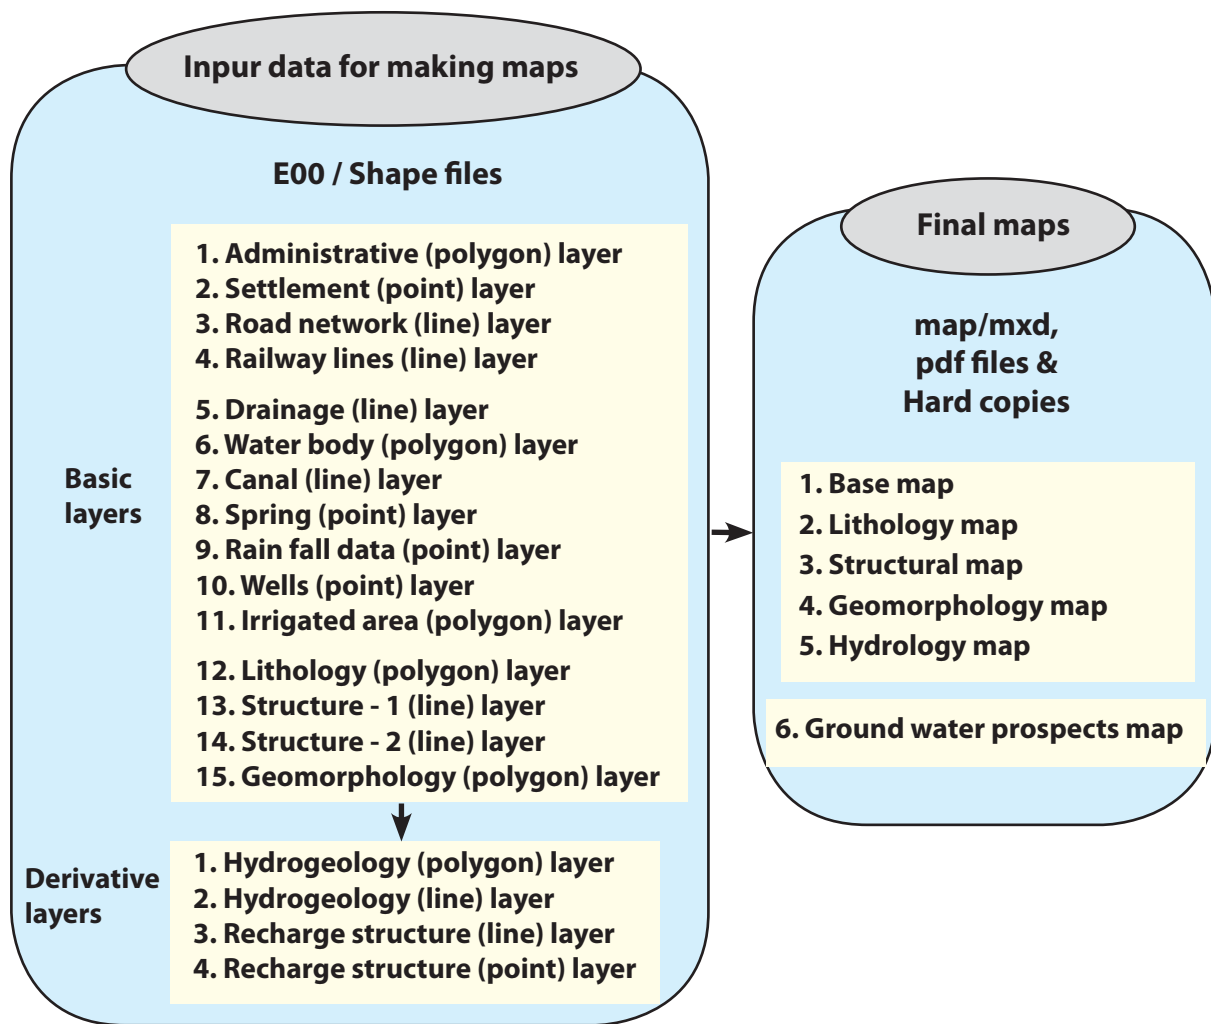 Inpur data for making maps
E00 / Shape files
Basic
layers
1. Administrative (polygon) layer
2. Settlement (point) layer
3. Road network (line) layer
4. Railway lines (line) layer
5. Drainage (line) layer
6. Water body (polygon) layer
7. Canal (line) layer
8. Spring (point) layer
9. Rain fall data (point) layer
10. Wells (point) layer
11. Irrigated area (polygon) layer
12. Lithology (polygon) layer
13. Structure - 1 (line) layer
14. Structure - 2 (line) layer
15. Geomorphology (polygon) layer
Derivative
layers
1. Hydrogeology (polygon) layer
2. Hydrogeology (line) layer
3. Recharge structure (line) layer
4. Recharge structure (point) layer
Final maps
map/mxd,
pdf files &
Hard copies
1. Base map
2. Lithology map
3. Structural map
4. Geomorphology map
5. Hydrology map
6. Ground water prospects map